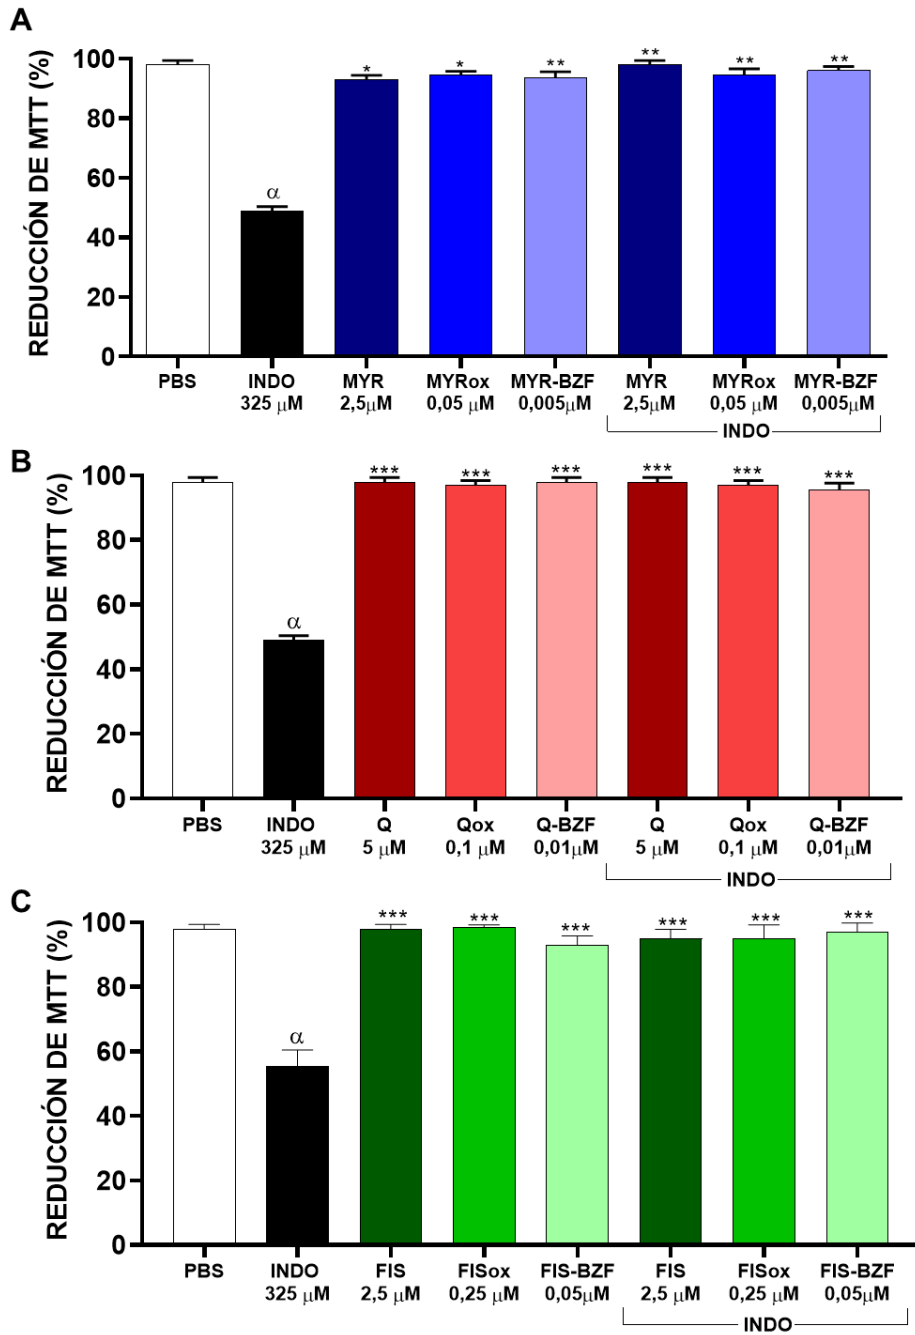 A
REDUCCIÓN DE MTT (%)
100
80
60
40
20
0
α
* * ** ** ** **
PBS INDO MYR MYRox MYR-BZF MYR MYRox MYR-BZF
325 μM 2,5μM 0,05 μM 0,005μM 2,5μM 0,05 μM 0,005μM
INDO
B
REDUCCIÓN DE MTT (%)
100
80
60
40
20
0
α
*** *** *** *** *** ***
PBS INDO Q Qox Q-BZF Q Qox Q-BZF
325 μM 5 μM 0,1 μM 0,01μM 5 μM 0,1 μM 0,01μM
INDO
C
REDUCCIÓN DE MTT (%)
100
80
60
40
20
0
α
*** *** *** *** *** ***
PBS INDO FIS FISox FIS-BZF FIS FISox FIS-BZF
325 μM 2,5 μM 0,25 μM 0,05μM 2,5 μM 0,25 μM 0,05μM
INDO